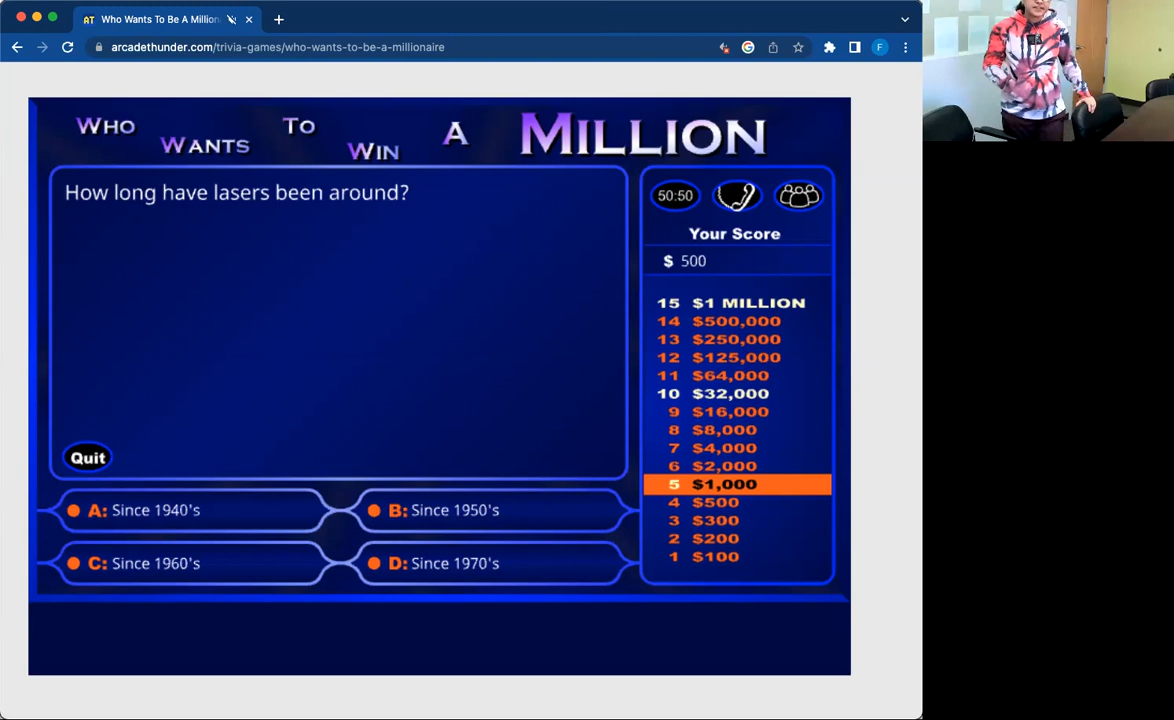 AT Who Wants To Be A Million
arcadethunder.com/trivia-games/who-wants-to-be-a-millionaire
F
WHO WANTS TO WIN A MILLION
How long have lasers been around?
Quit
A: Since 1940's
B: Since 1950's
C: Since 1960's
D: Since 1970's
50:50
Your Score
$ 500
15 $1 MILLION
14 $500,000
13 $250,000
12 $125,000
11 $64,000
10 $32,000
9 $16,000
8 $8,000
7 $4,000
6 $2,000
5 $1,000
4 $500
3 $300
2 $200
1 $100